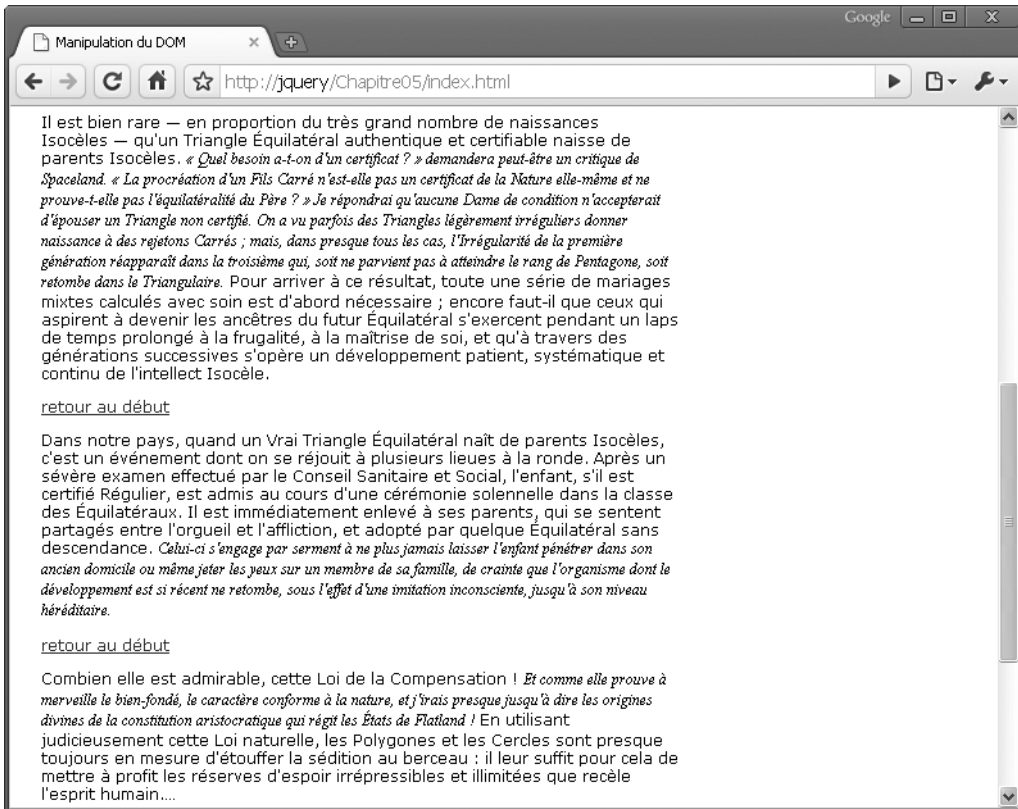 Google
Manipulation du DOM
http://jquery/Chapitre05/index.html
Il est bien rare — en proportion du très grand nombre de naissances
Isocèles — qu'un Triangle Équilatéral authentique et certifiable naisse de
parents Isocèles. « Quel besoin a-t-on d'un certificat ? » demandera peut-être un critique de
Spaceland. « La procréation d'un Fils Carré n'est-elle pas un certificat de la Nature elle-même et ne
prouve-t-elle pas l'équilatéralité du Père ? » Je répondrai qu'aucune Dame de condition n'accepterait
d'épouser un Triangle non certifié. On a vu parfois des Triangles légèrement irréguliers donner
naissance à des rejetons Carrés ; mais, dans presque tous les cas, l'Irrégularité de la première
génération réapparaît dans la troisième qui, soit ne parvient pas à atteindre le rang de Pentagone, soit
retombe dans le Triangulaire. Pour arriver à ce résultat, toute une série de mariages
mixtes calculés avec soin est d'abord nécessaire ; encore faut-il que ceux qui
aspirent à devenir les ancêtres du futur Équilatéral s'exercent pendant un laps
de temps prolongé à la frugalité, à la maîtrise de soi, et qu'à travers des
générations successives s'opère un développement patient, systématique et
continu de l'intellect Isocèle.
retour au début
Dans notre pays, quand un Vrai Triangle Équilatéral naît de parents Isocèles,
c'est un événement dont on se réjouit à plusieurs lieues à la ronde. Après un
sévère examen effectué par le Conseil Sanitaire et Social, l'enfant, s'il est
certifié Régulier, est admis au cours d'une cérémonie solennelle dans la classe
des Équilatéraux. Il est immédiatement enlevé à ses parents, qui se sentent
partagés entre l'orgueil et l'affliction, et adopté par quelque Équilatéral sans
descendance. Celui-ci s'engage par serment à ne plus jamais laisser l'enfant pénétrer dans son
ancien domicile ou même jeter les yeux sur un membre de sa famille, de crainte que l'organisme dont le
développement est si récent ne retombe, sous l'effet d'une imitation inconsciente, jusqu'à son niveau
héréditaire.
retour au début
Combien elle est admirable, cette Loi de la Compensation ! Et comme elle prouve à
merveille le bien-fondé, le caractère conforme à la nature, et j'irais presque jusqu'à dire les origines
divines de la constitution aristocratique qui régit les États de Flatland ! En utilisant
judicieusement cette Loi naturelle, les Polygones et les Cercles sont presque
toujours en mesure d'étouffer la sédition au berceau : il leur suffit pour cela de
mettre à profit les réserves d'espoir irrépressibles et illimitées que recèle
l'esprit humain.…